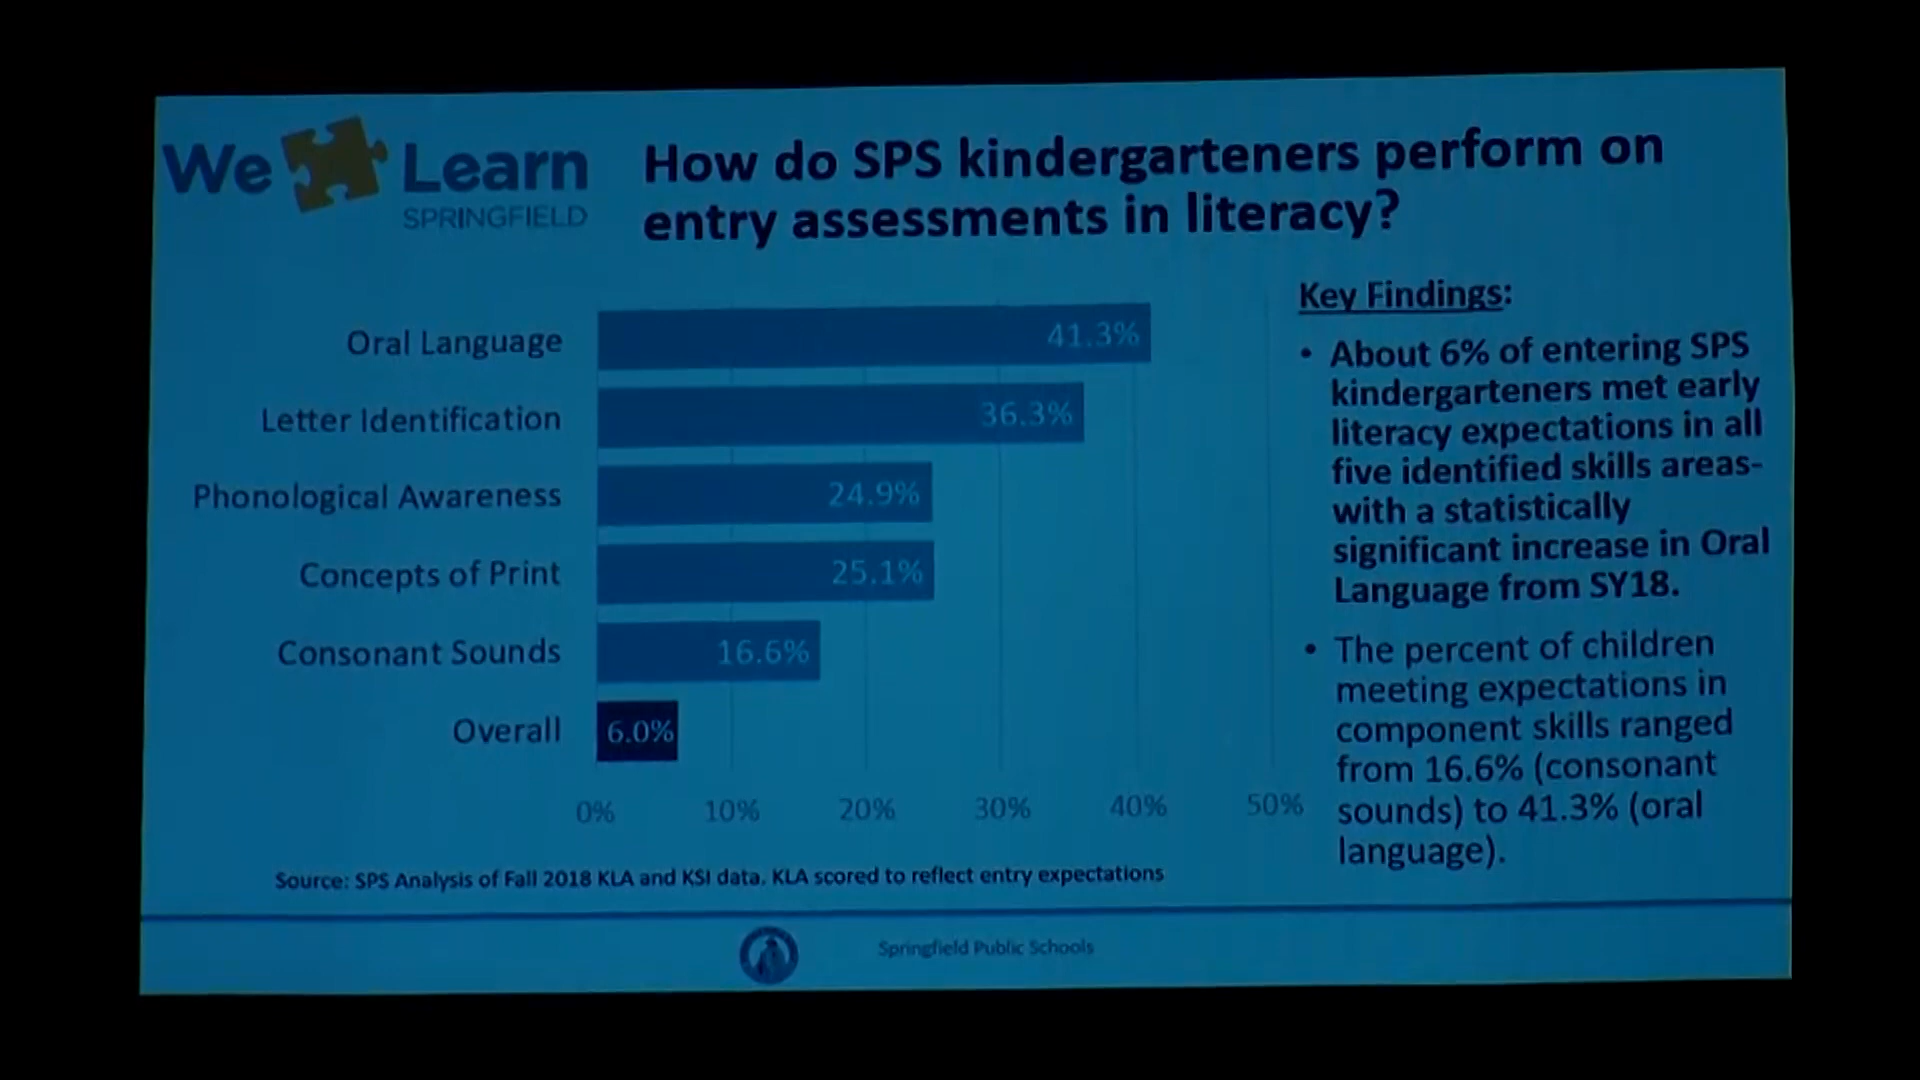 We Learn
SPRINGFIELD
How do SPS kindergarteners perform on
entry assessments in literacy?
Oral Language 41.3%
Letter Identification 36.3%
Phonological Awareness 24.9%
Concepts of Print 25.1%
Consonant Sounds 16.6%
Overall 6.0%
0% 10% 20% 30% 40% 50%
Key Findings:
• About 6% of entering SPS
kindergarteners met early
literacy expectations in all
five identified skills areas-
with a statistically
significant increase in Oral
Language from SY18.
• The percent of children
meeting expectations in
component skills ranged
from 16.6% (consonant
sounds) to 41.3% (oral
language).
Source: SPS Analysis of Fall 2018 KLA and KSI data. KLA scored to reflect entry expectations
Springfield Public Schools